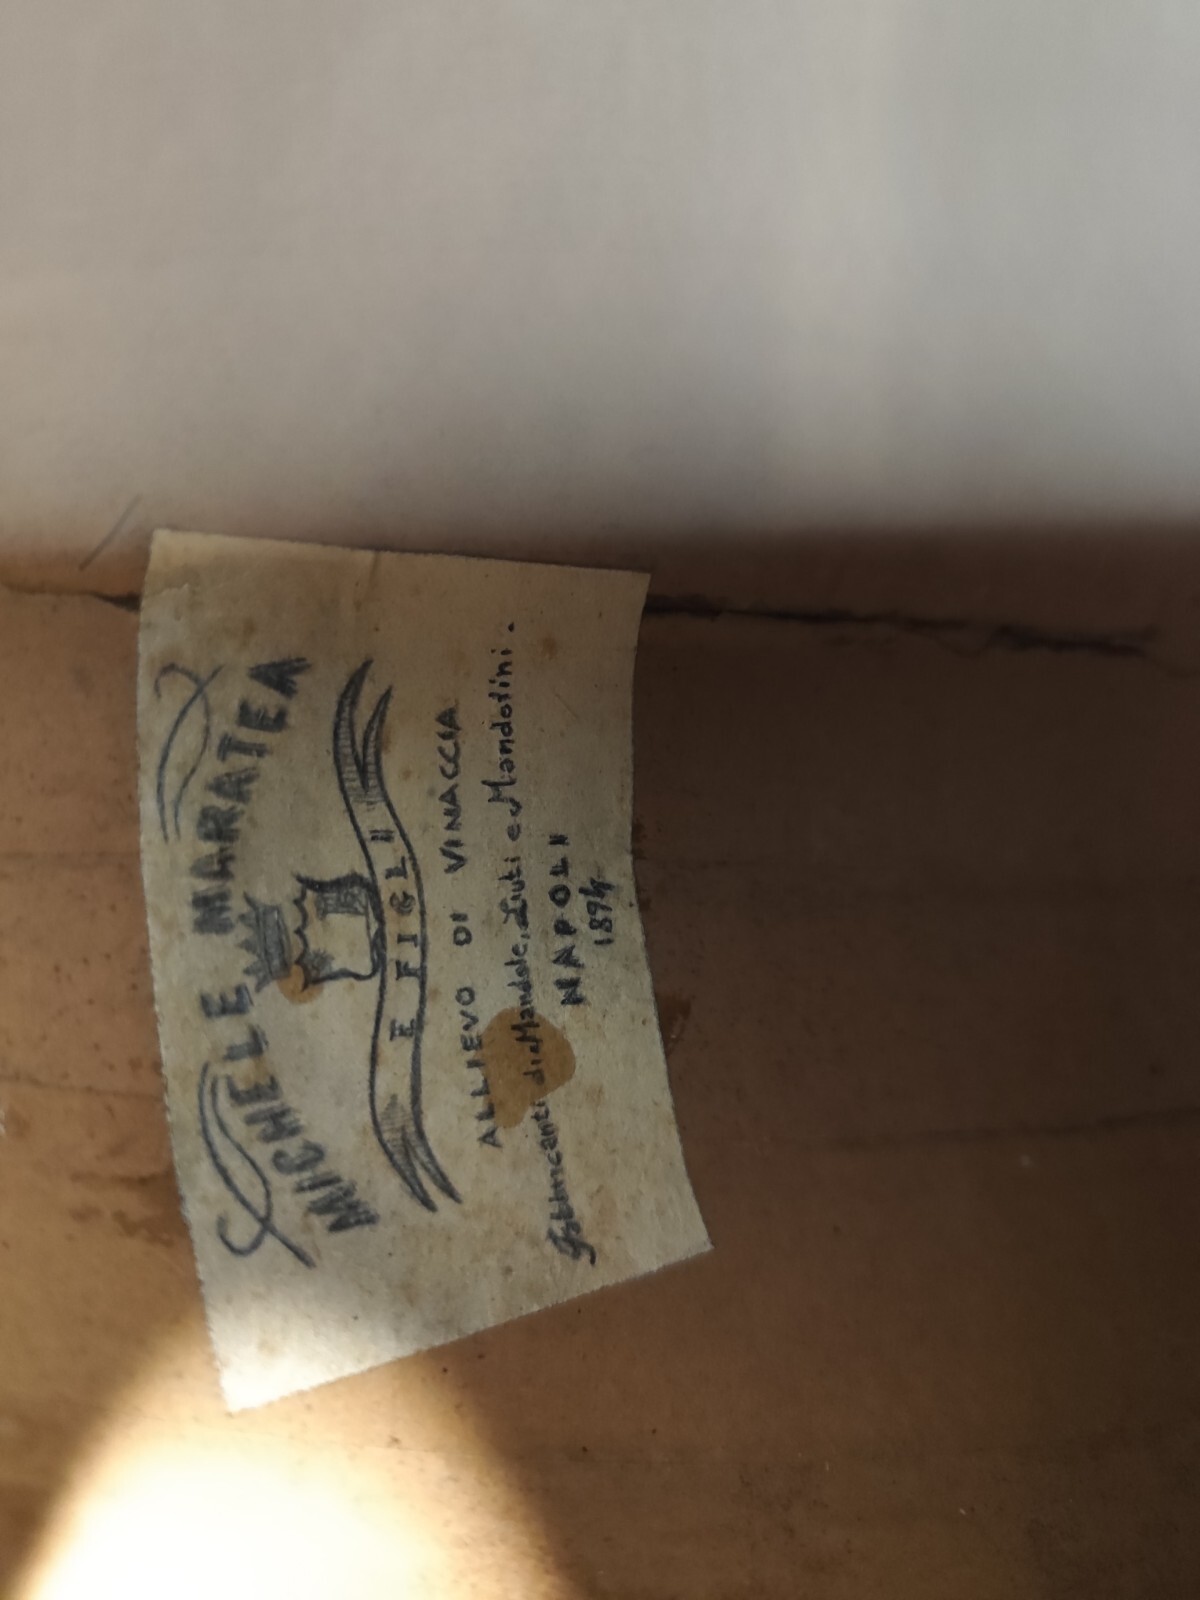 MICHELE MARATEA
E FIGLI
ALLIEVO DI VINACCIA
Fabbricanti di Mandole, Liuti e Mandolini.
NAPOLI
1894